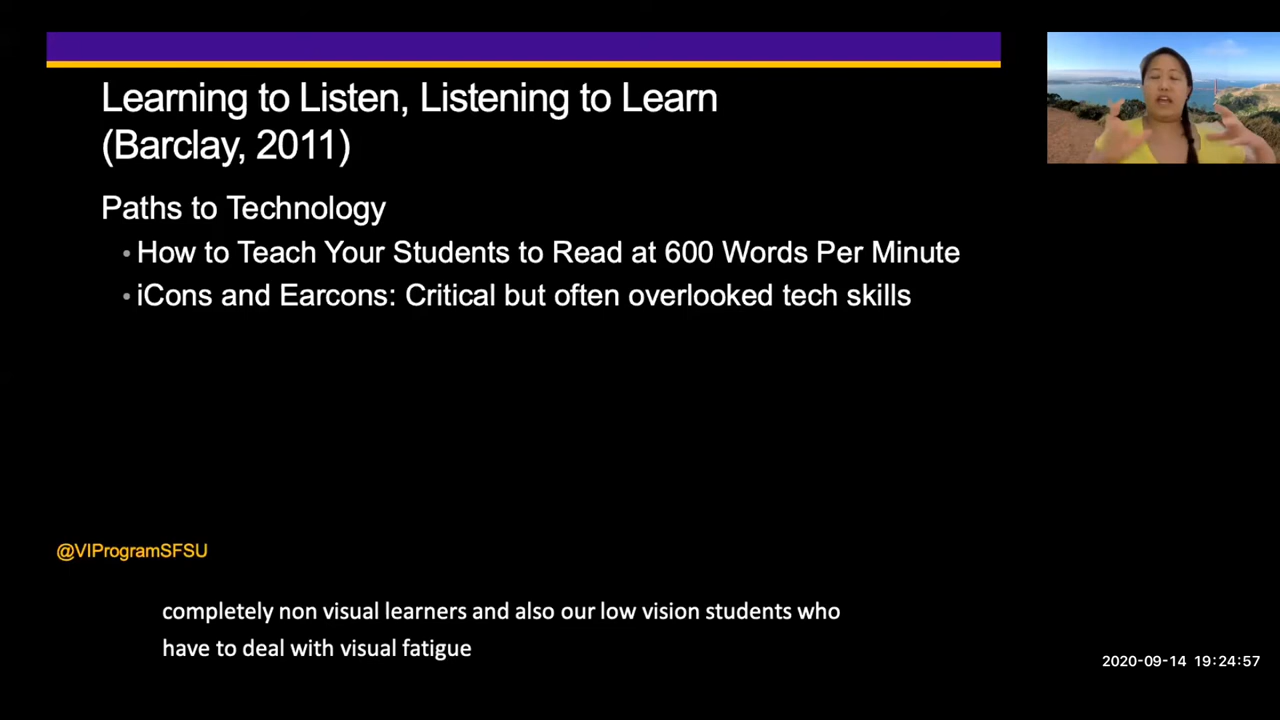 Learning to Listen, Listening to Learn
(Barclay, 2011)
Paths to Technology
• How to Teach Your Students to Read at 600 Words Per Minute
• iCons and Earcons: Critical but often overlooked tech skills
@VIProgramSFSU
completely non visual learners and also our low vision students who
have to deal with visual fatigue
2020-09-14 19:24:57